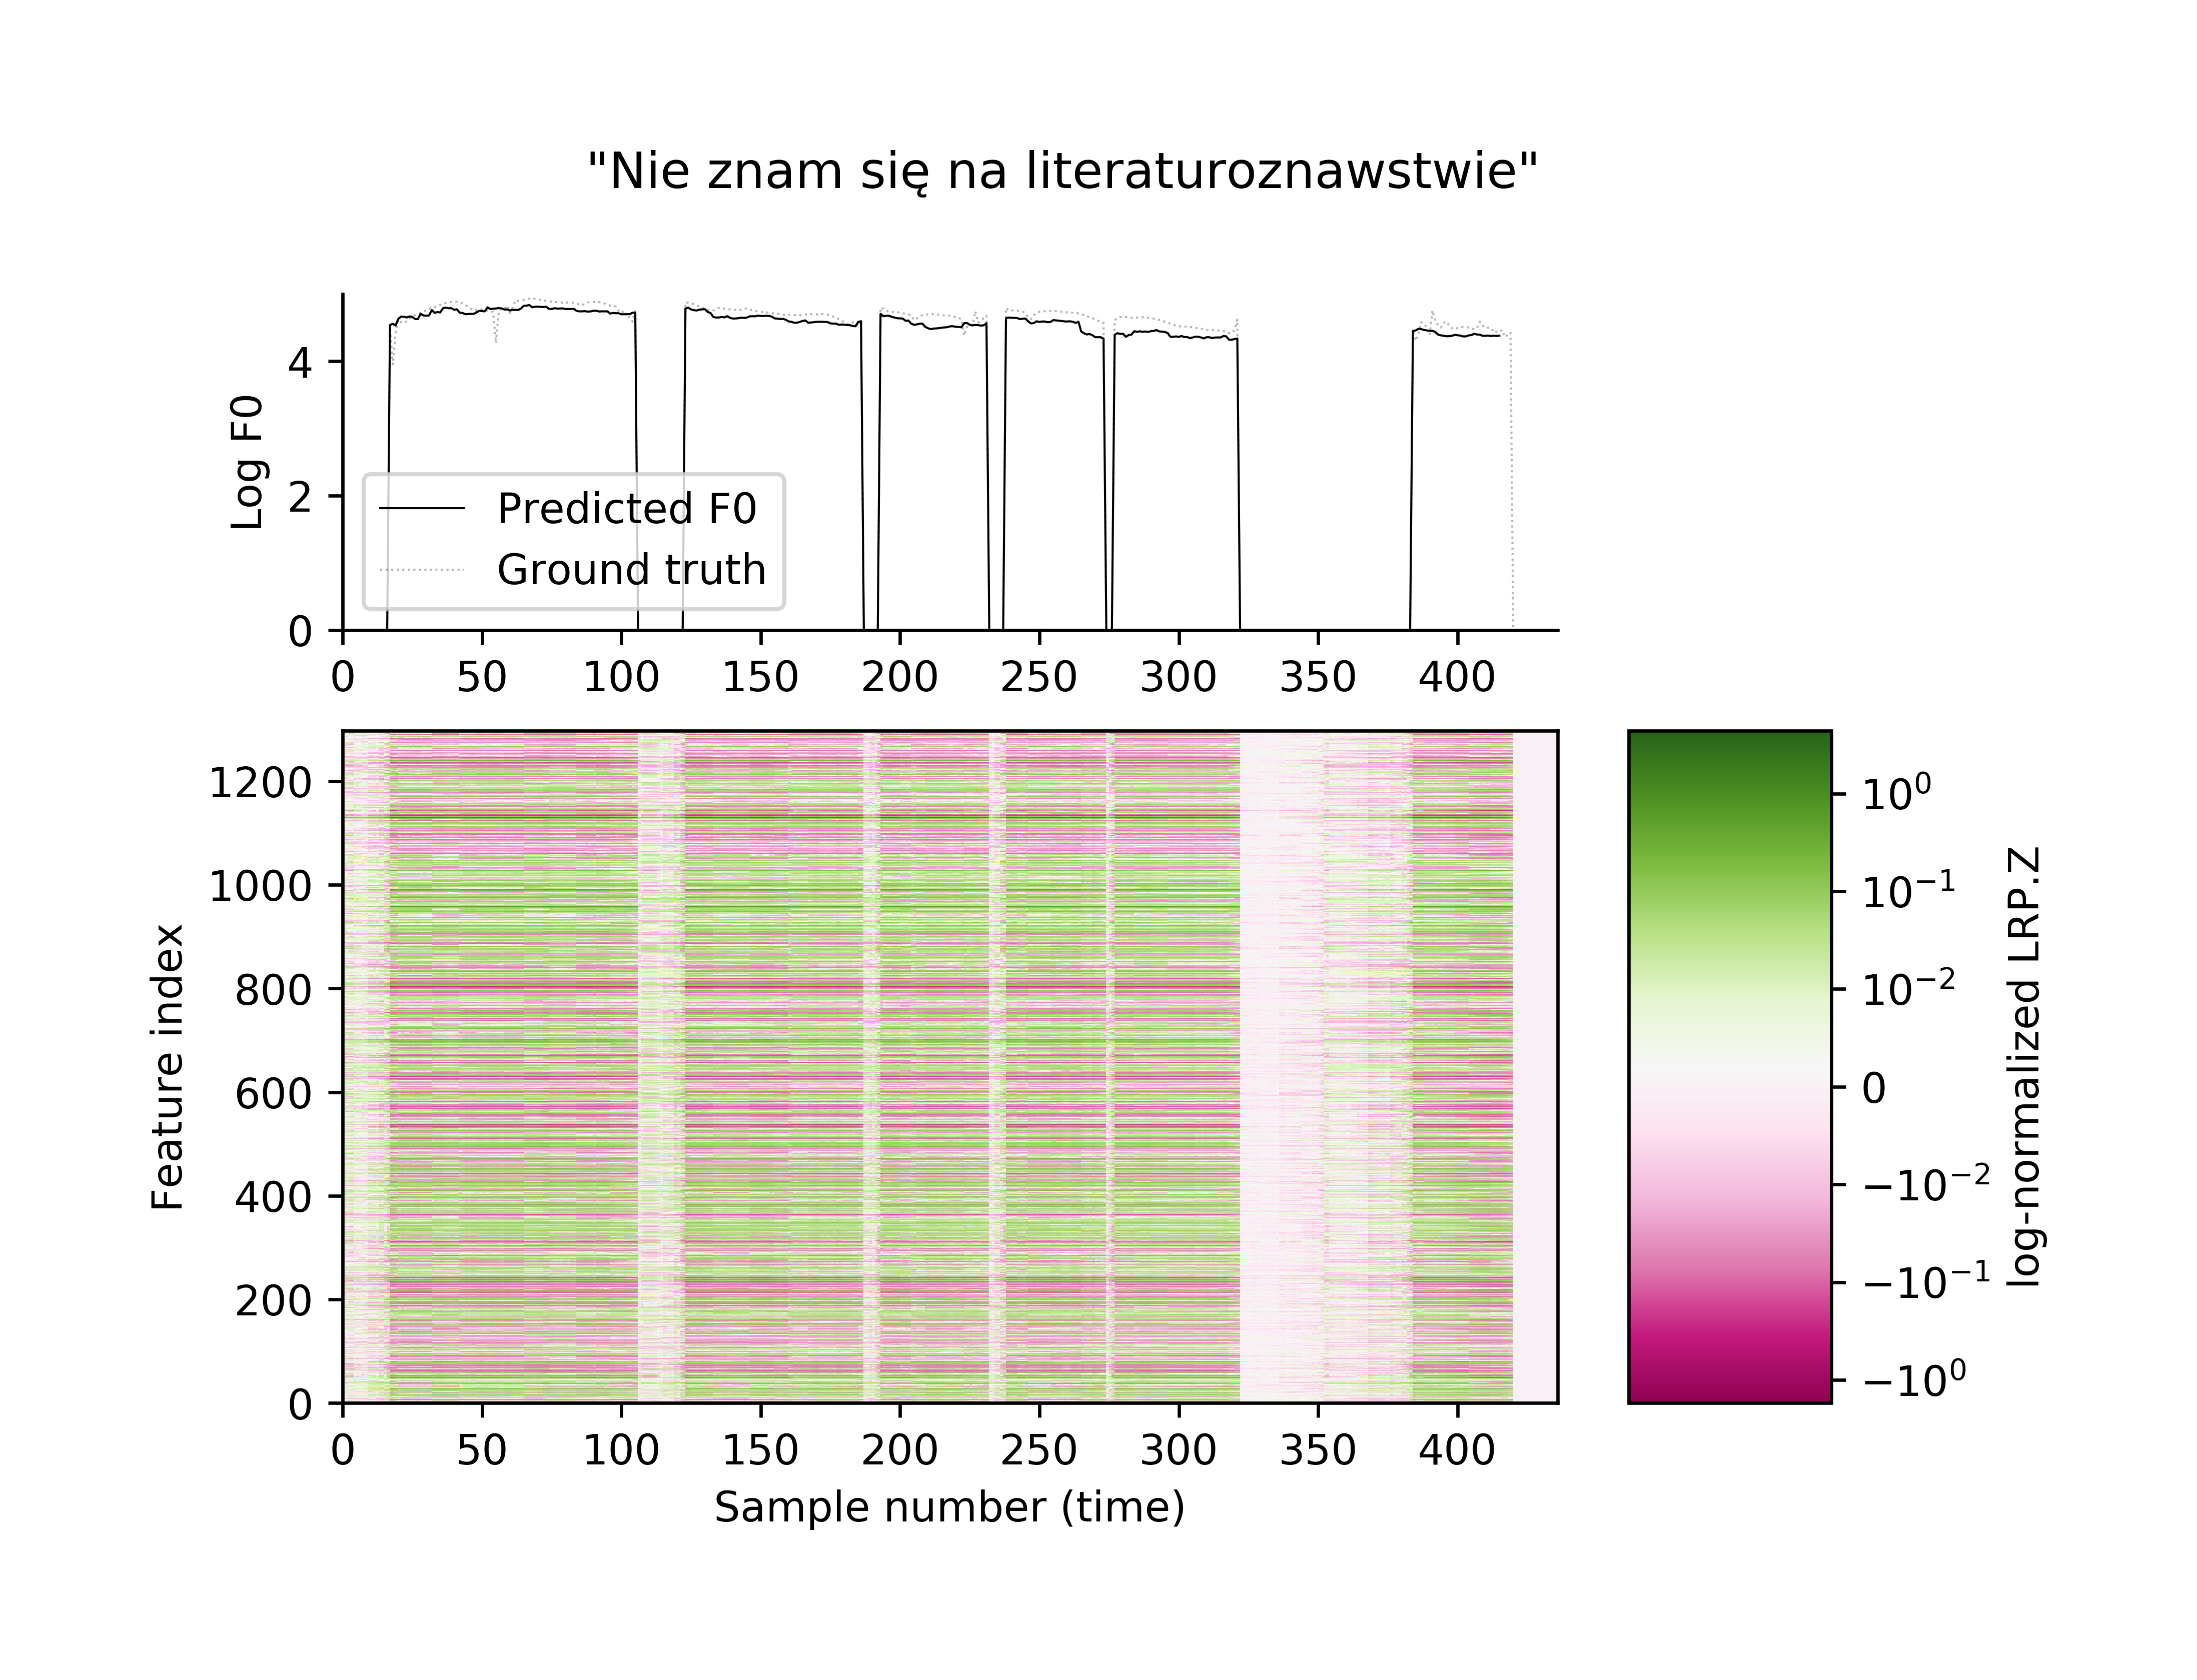 "Nie znam się na literaturoznawstwie"
Log F0
4
2
0
Predicted F0
Ground truth
0 50 100 150 200 250 300 350 400
Feature index
1200
1000
800
600
400
200
0
0 50 100 150 200 250 300 350 400
Sample number (time)
10⁰
10⁻¹
10⁻²
0
−10⁻²
−10⁻¹
−10⁰
log-normalized LRP.Z